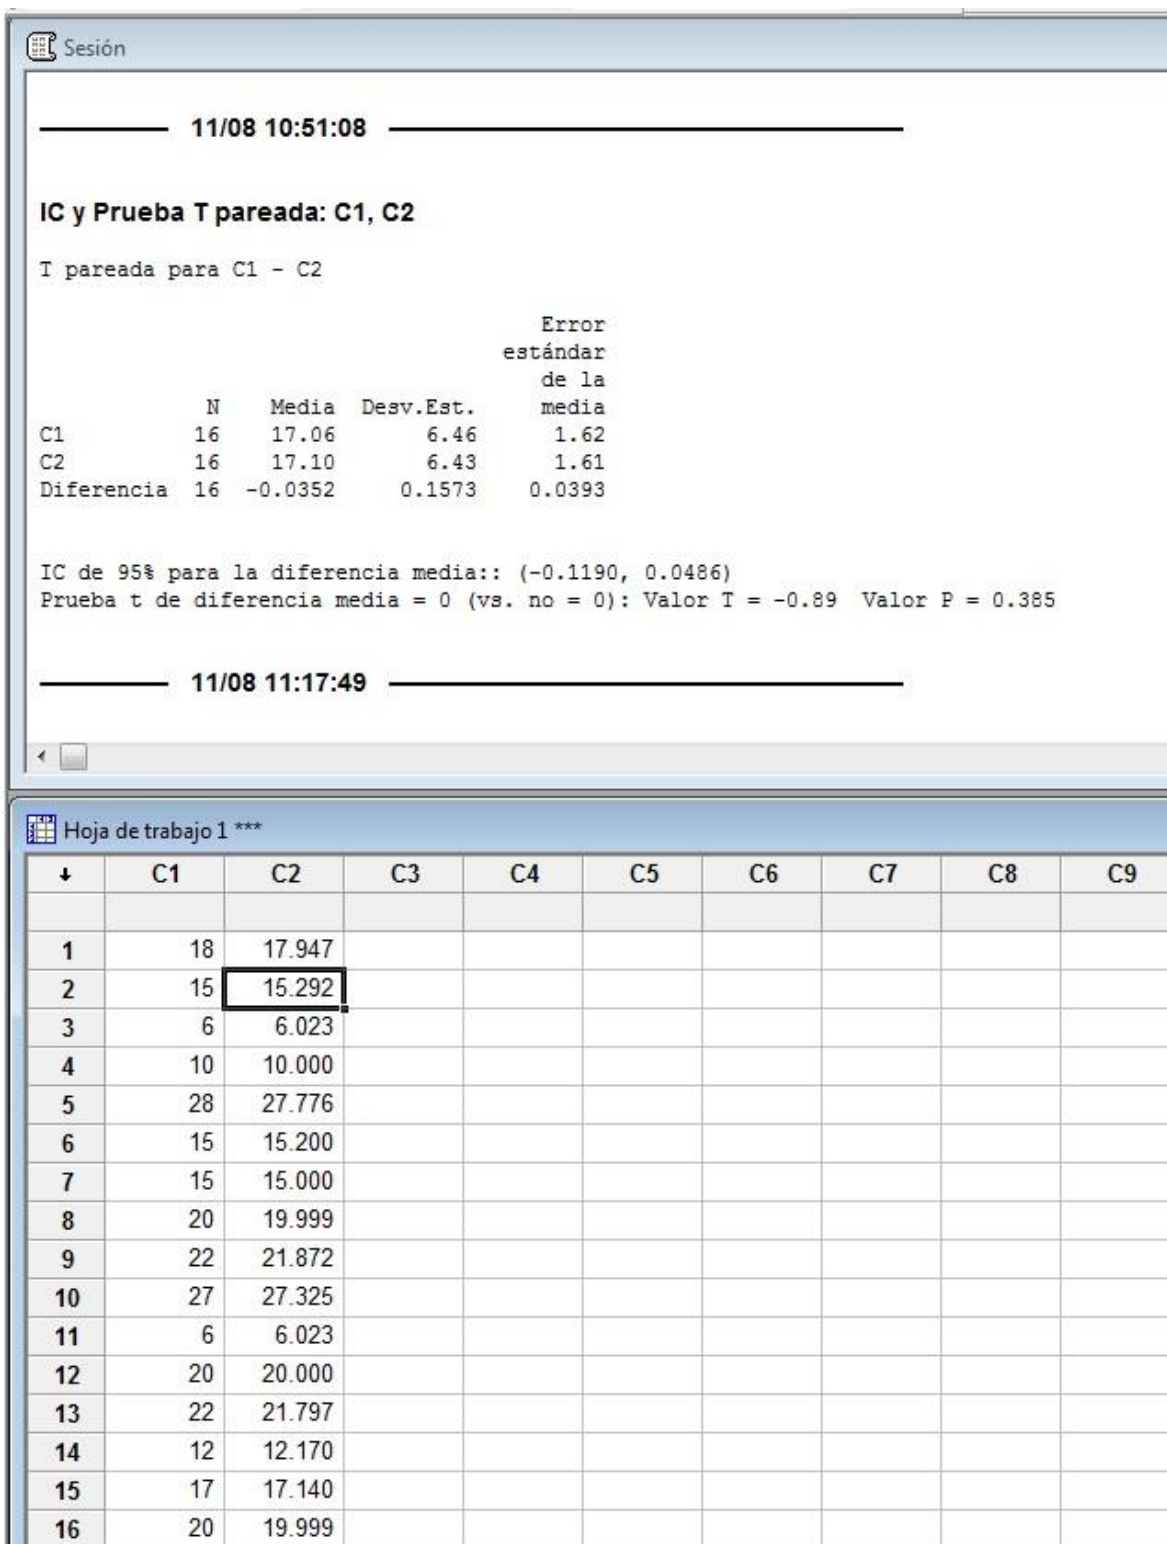 Sesión
11/08 10:51:08
IC y Prueba T pareada: C1, C2
T pareada para C1 - C2
Error
estándar
de la
N Media Desv.Est. media
C1 16 17.06 6.46 1.62
C2 16 17.10 6.43 1.61
Diferencia 16 -0.0352 0.1573 0.0393
IC de 95% para la diferencia media:: (-0.1190, 0.0486)
Prueba t de diferencia media = 0 (vs. no = 0): Valor T = -0.89 Valor P = 0.385
11/08 11:17:49
Hoja de trabajo 1 ***
C1 C2 C3 C4 C5 C6 C7 C8 C9
1 18 17.947
2 15 15.292
3 6 6.023
4 10 10.000
5 28 27.776
6 15 15.200
7 15 15.000
8 20 19.999
9 22 21.872
10 27 27.325
11 6 6.023
12 20 20.000
13 22 21.797
14 12 12.170
15 17 17.140
16 20 19.999